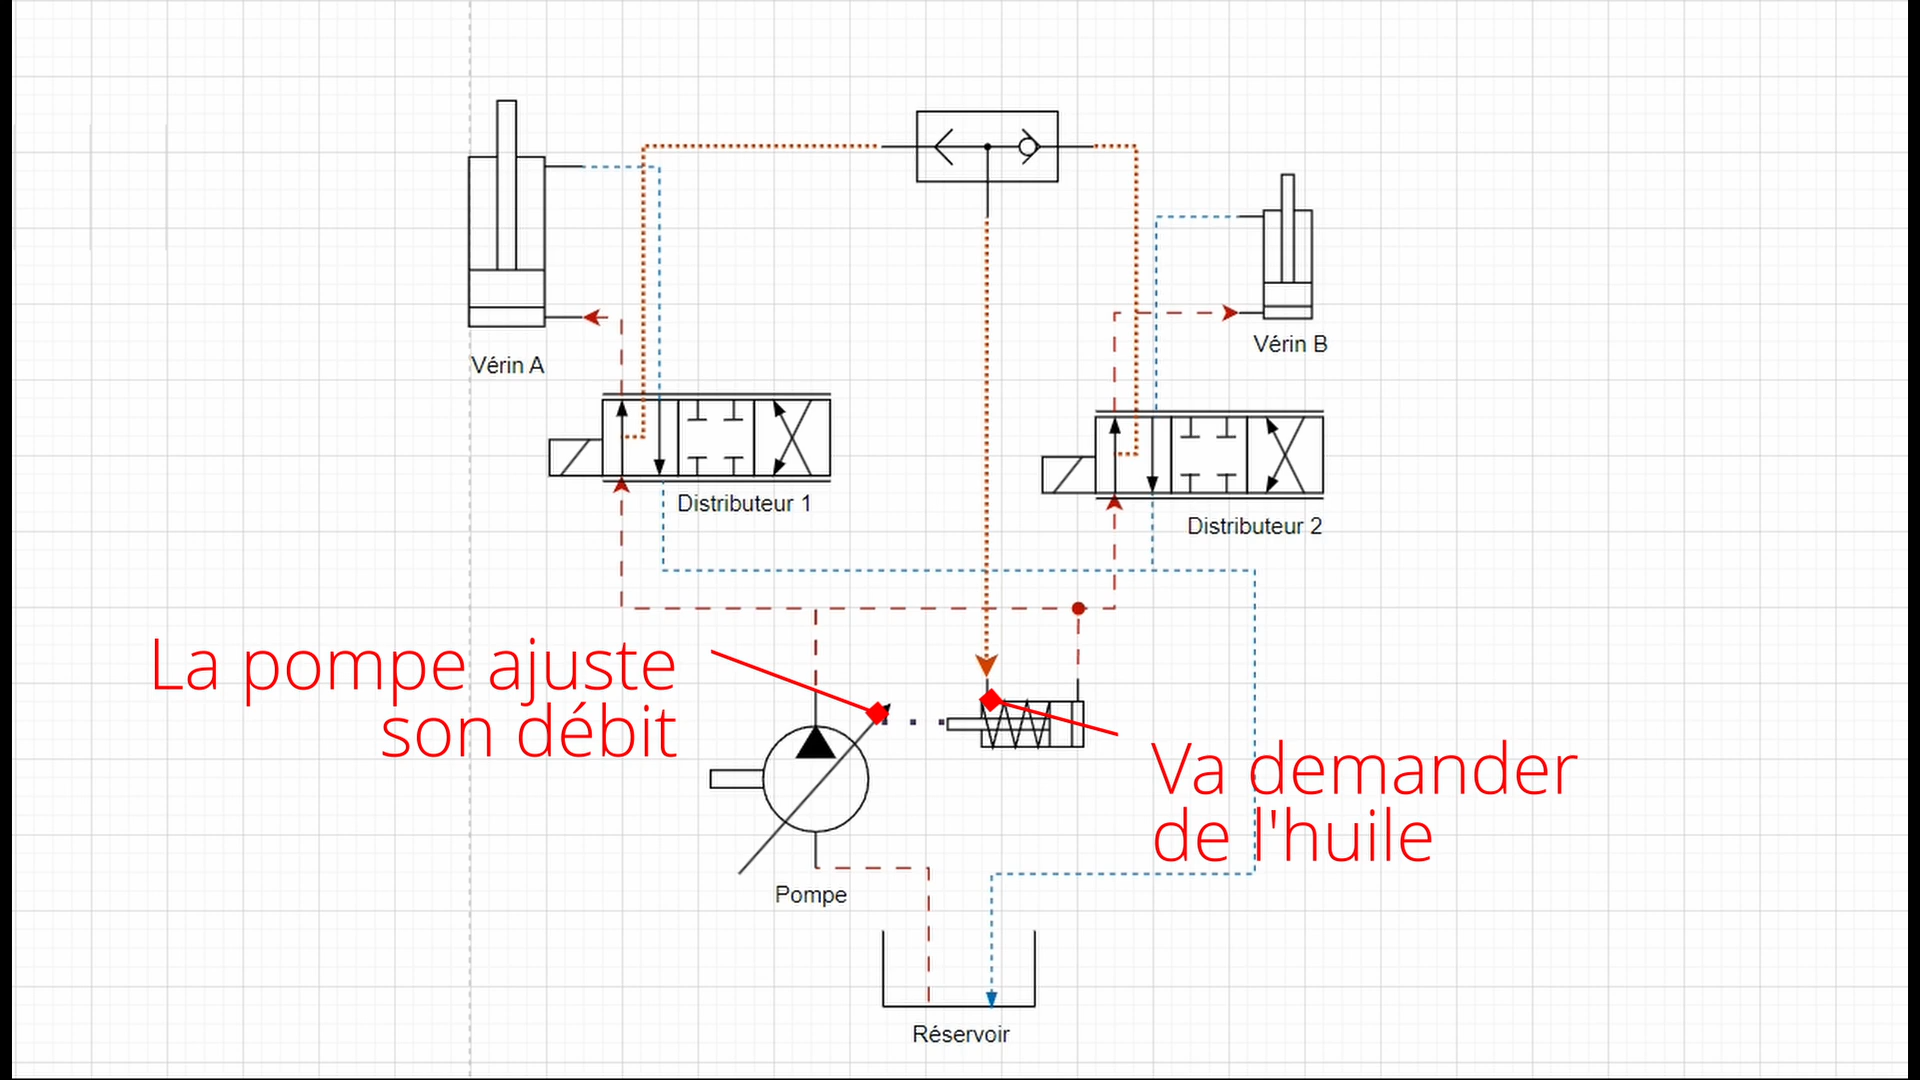 Vérin A
Vérin B
Distributeur 1
Distributeur 2
La pompe ajuste
son débit
Va demander
de l'huile
Pompe
Réservoir